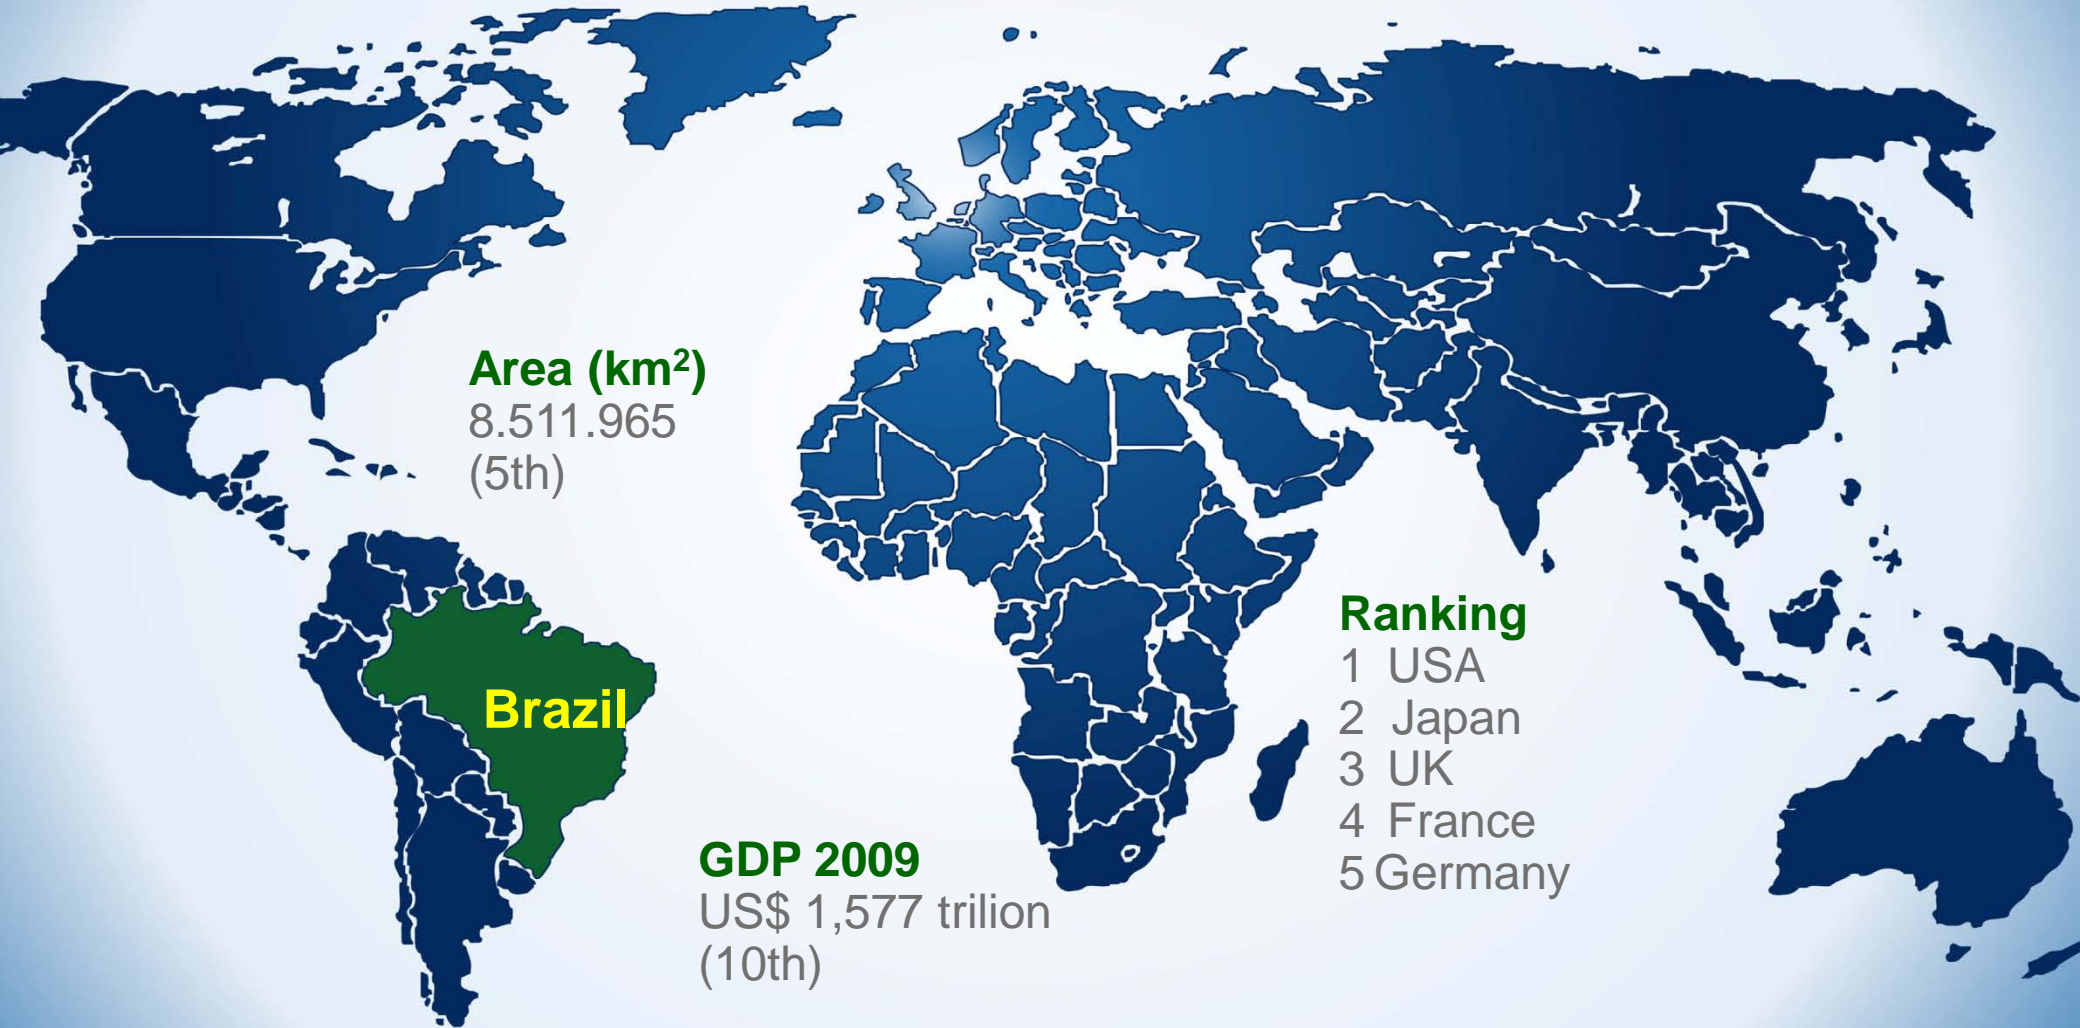 Area (km²)
8.511.965
(5th)
Brazil
GDP 2009
US$ 1,577 trilion
(10th)
Ranking
1 USA
2 Japan
3 UK
4 France
5 Germany